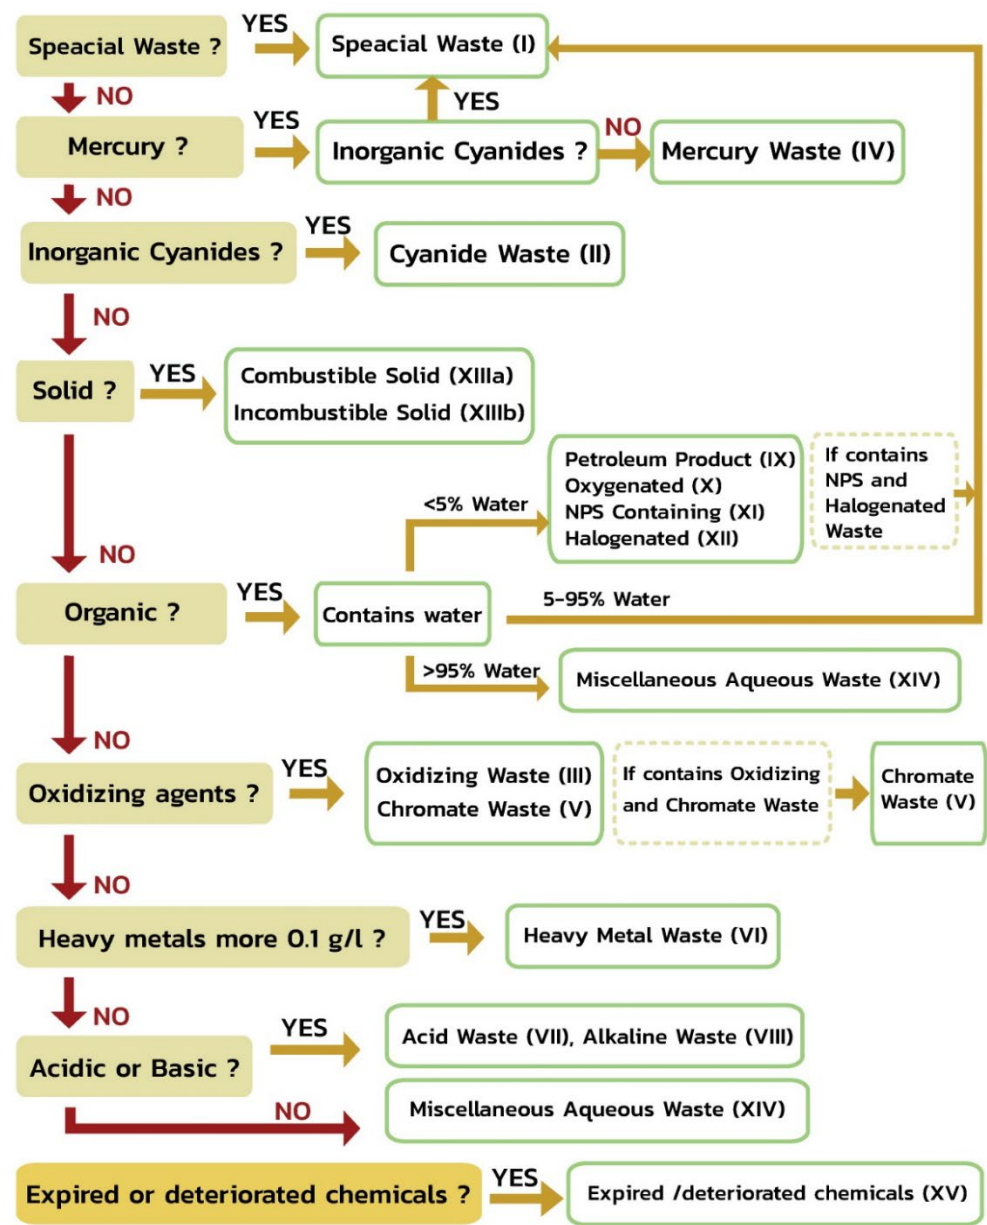 Speacial Waste ?
YES
Speacial Waste (I)
NO
YES
Mercury ?
YES
Inorganic Cyanides ?
NO
Mercury Waste (IV)
NO
Inorganic Cyanides ?
YES
Cyanide Waste (II)
NO
Solid ?
YES
Combustible Solid (XIIIa)
Incombustible Solid (XIIIb)
NO
<5% Water
Petroleum Product (IX)
Oxygenated (X)
NPS Containing (XI)
Halogenated (XII)
If contains
NPS and
Halogenated
Waste
Organic ?
YES
Contains water
5-95% Water
>95% Water
Miscellaneous Aqueous Waste (XIV)
NO
Oxidizing agents ?
YES
Oxidizing Waste (III)
Chromate Waste (V)
If contains Oxidizing
and Chromate Waste
Chromate
Waste (V)
NO
Heavy metals more 0.1 g/l ?
YES
Heavy Metal Waste (VI)
NO
Acidic or Basic ?
YES
Acid Waste (VII), Alkaline Waste (VIII)
NO
Miscellaneous Aqueous Waste (XIV)
Expired or deteriorated chemicals ?
YES
Expired /deteriorated chemicals (XV)